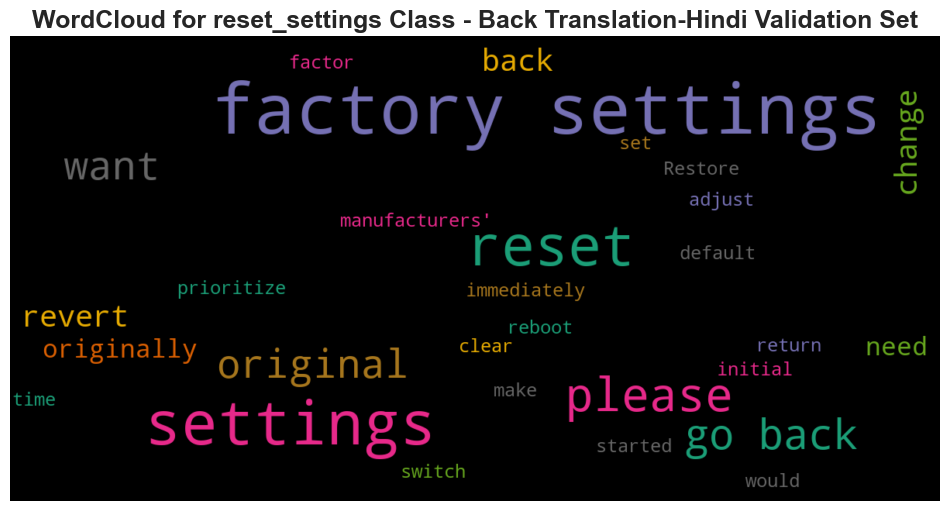 WordCloud for reset_settings Class - Back Translation-Hindi Validation Set
factor
back
factory settings
change
set
want
Restore
adjust
manufacturers'
reset
default
prioritize
immediately
revert
reboot
originally
clear
return
need
original
initial
time
make
please
settings
go back
started
switch
would